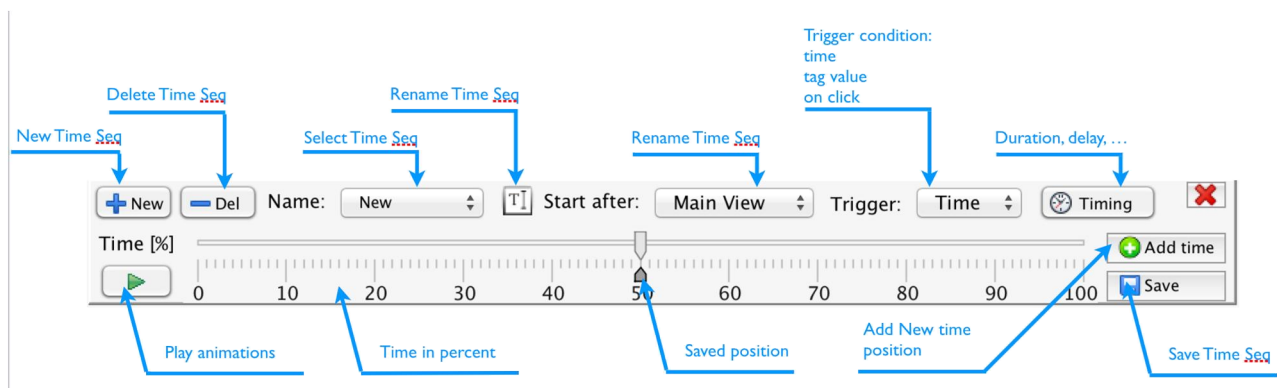 Trigger condition:
time
tag value
on click
Delete Time Seq
Rename Time Seq
New Time Seq
Select Time Seq
Rename Time Seq
Duration, delay, ...
New
Del
Name:
New
TI
Start after:
Main View
Trigger:
Time
Timing
Time [%]
Add time
0 10 20 30 40 50 60 70 80 90 100
Save
Play animations
Time in percent
Saved position
Add New time
position
Save Time Seq